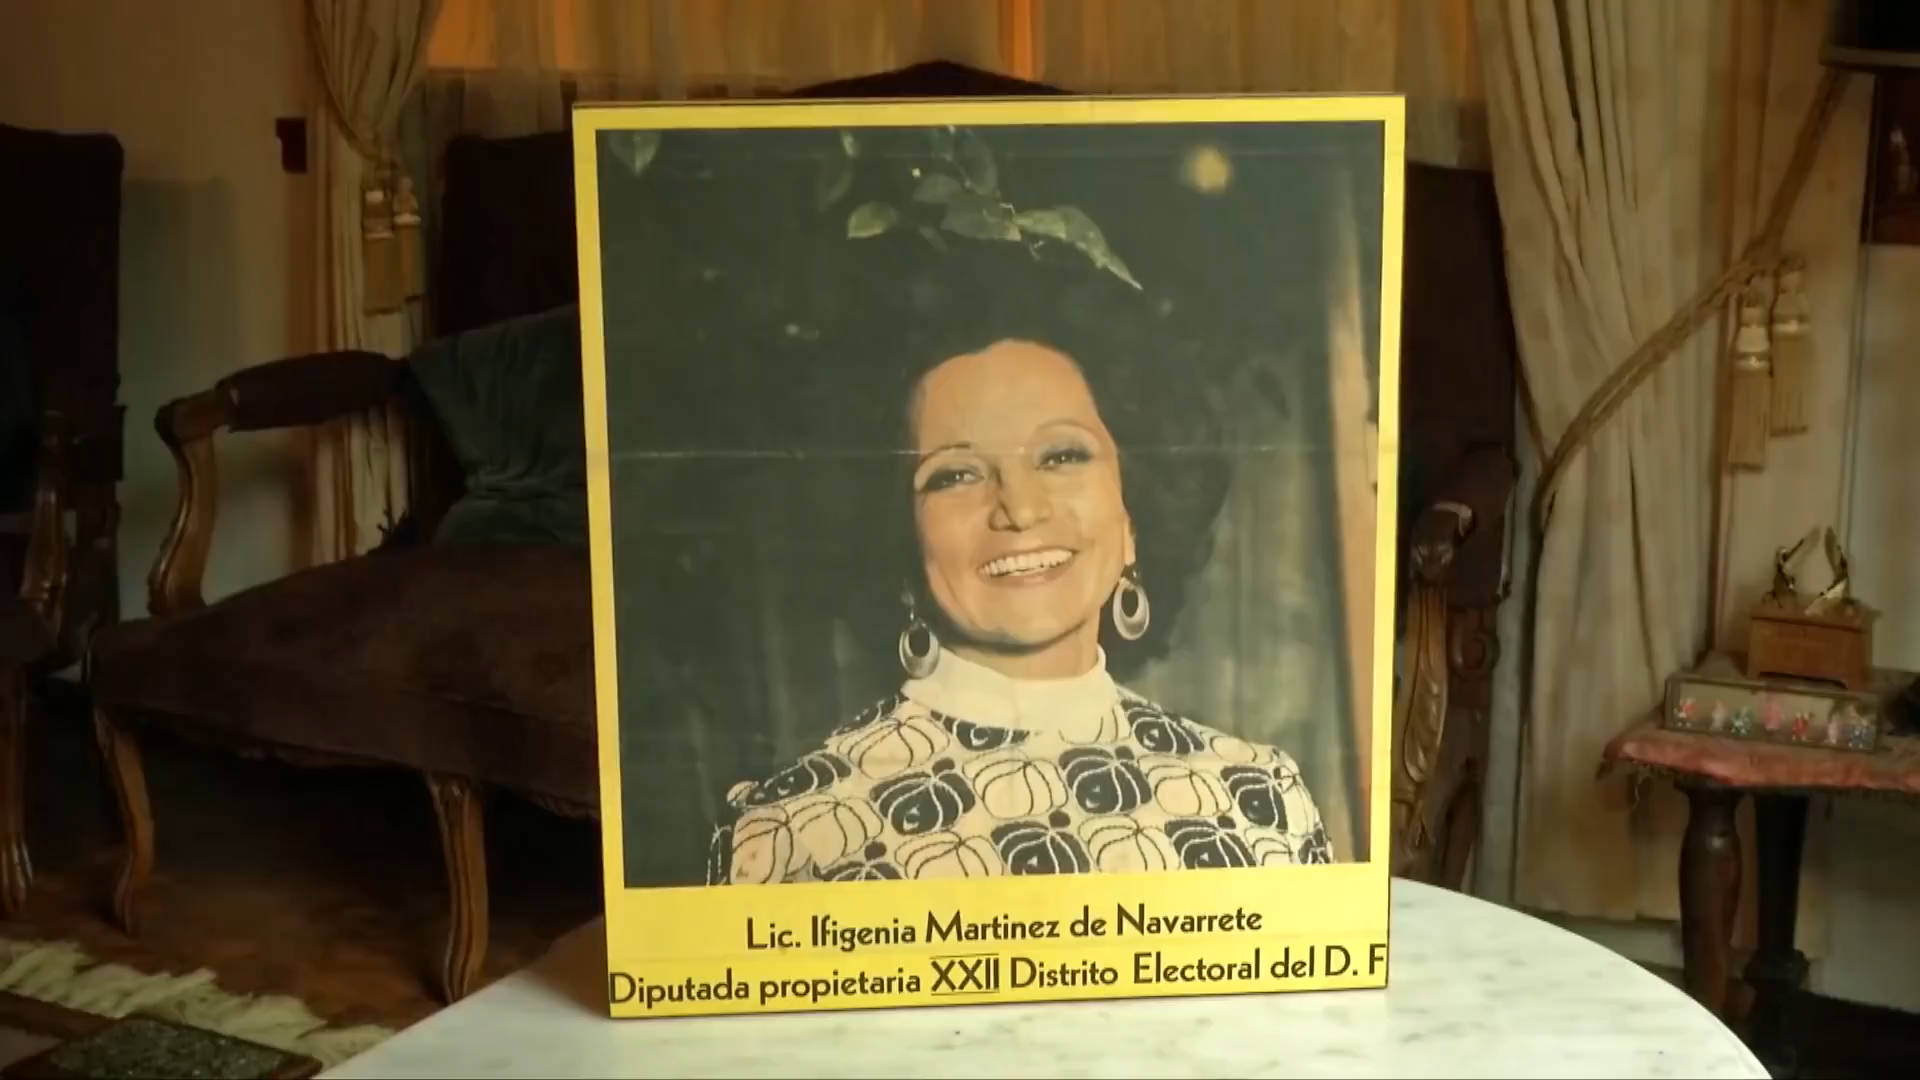 Lic. Ifigenia Martinez de Navarrete
Diputada propietaria XXII Distrito Electoral del D. F